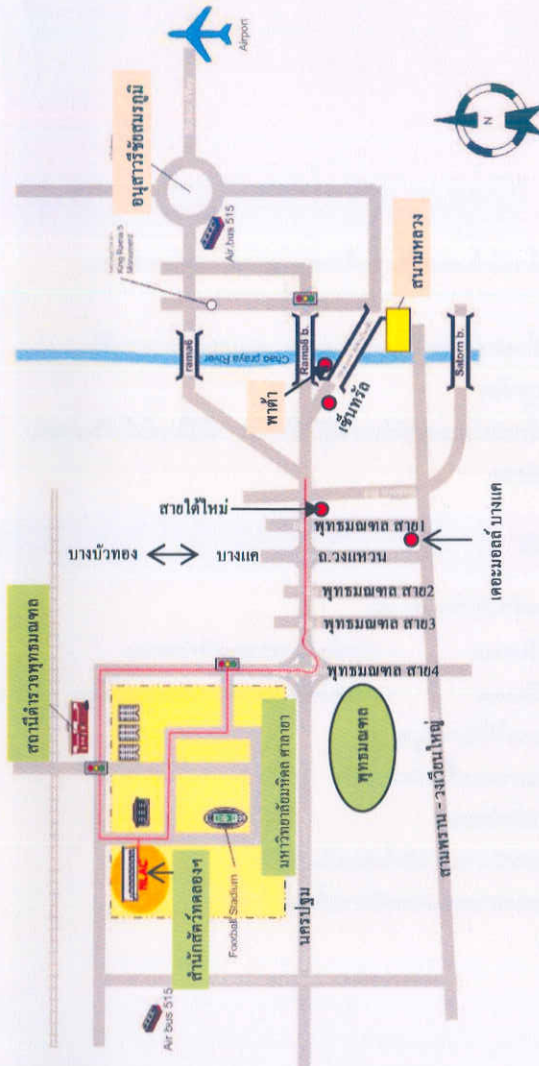 Airport
อนุสาวรีชัยสมรภูมิ
Air bus 515
King Rama 5
Monument
rama6
Chao praya River
Rama8 b.
สนามหลวง
Satorn b.
พาต้า
เซ็นทรัล
สายใต้ใหม่
พุทธมณฑล สาย1
บางบัวทอง
บางแค
ถ.วงแหวน
เดอะมอลล์ บางแค
พุทธมณฑล สาย2
พุทธมณฑล สาย3
พุทธมณฑล สาย4
สถานีตำรวจพุทธมณฑล
พุทธมณฑล
มหาวิทยาลัยมหิดล ศาลายา
สามพราน - วงเวียนใหญ่
Football Stadium
NLAC
สำนักสัตว์ทดลองฯ
นครปฐม
Air bus 515
N